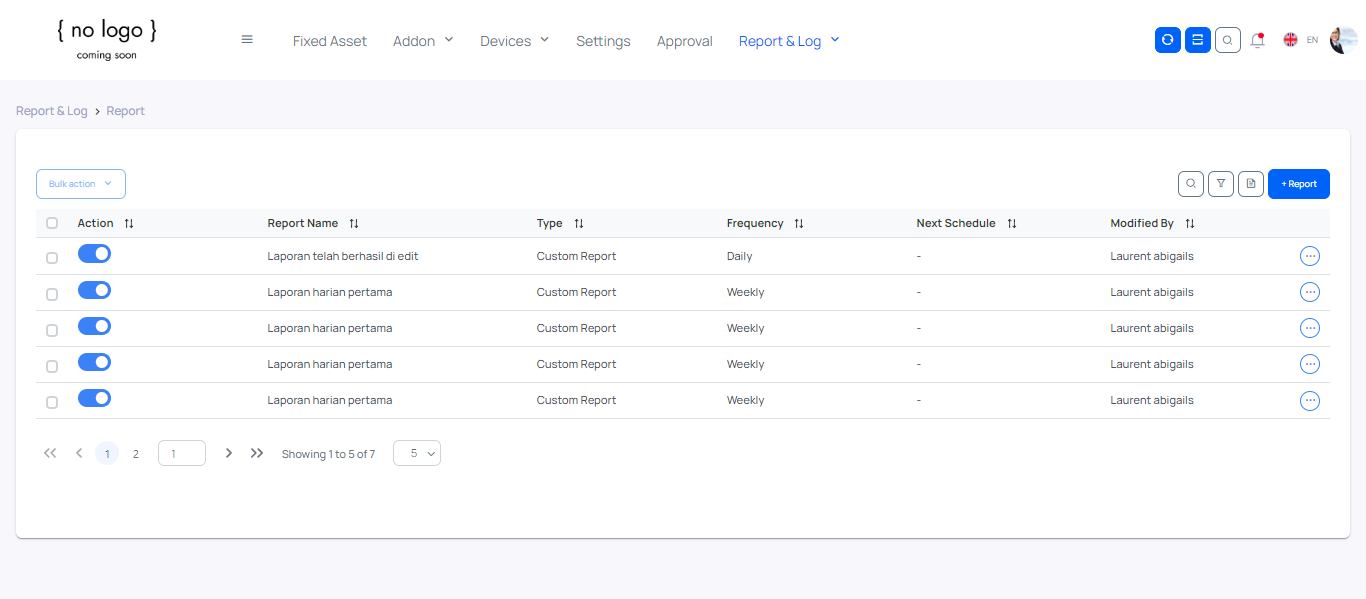 { no logo }
coming soon
Fixed Asset Addon Devices Settings Approval Report & Log EN
Report & Log > Report
Bulk action + Report
Action Report Name Type Frequency Next Schedule Modified By
Laporan telah berhasil di edit Custom Report Daily - Laurent abigails
Laporan harian pertama Custom Report Weekly - Laurent abigails
Laporan harian pertama Custom Report Weekly - Laurent abigails
Laporan harian pertama Custom Report Weekly - Laurent abigails
Laporan harian pertama Custom Report Weekly - Laurent abigails
1 2 1 Showing 1 to 5 of 7 5